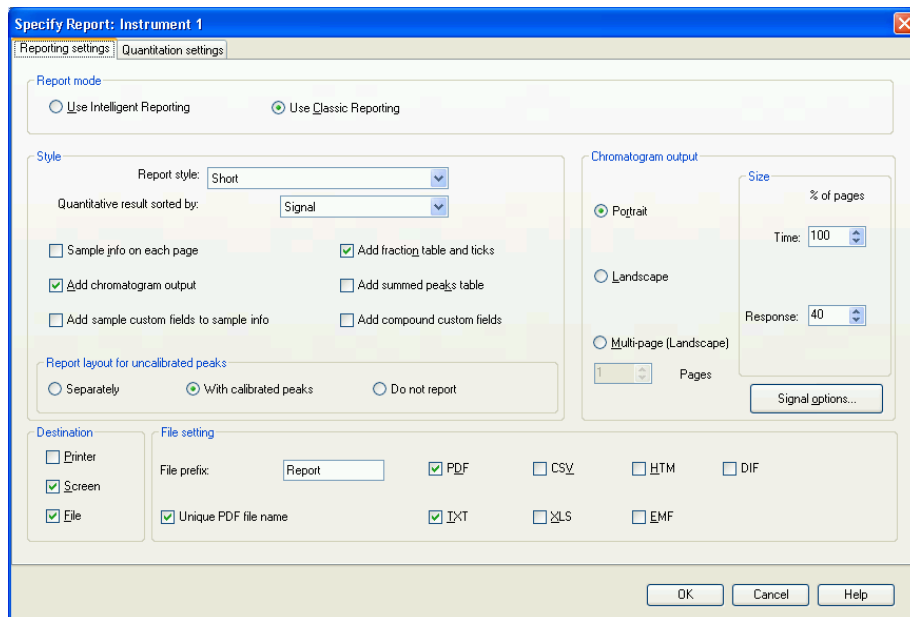 Specify Report: Instrument 1
Reporting settings
Quantitation settings
Report mode
Use Intelligent Reporting
Use Classic Reporting
Style
Report style:
Short
Quantitative result sorted by:
Signal
Sample info on each page
Add fraction table and ticks
Add chromatogram output
Add summed peaks table
Add sample custom fields to sample info
Add compound custom fields
Report layout for uncalibrated peaks
Separately
With calibrated peaks
Do not report
Chromatogram output
Size
% of pages
Portrait
Time:
100
Landscape
Response:
40
Multi-page (Landscape)
1
Pages
Signal options...
Destination
Printer
Screen
File
File setting
File prefix:
Report
PDF
CSV
HTM
DIF
Unique PDF file name
TXT
XLS
EMF
OK
Cancel
Help